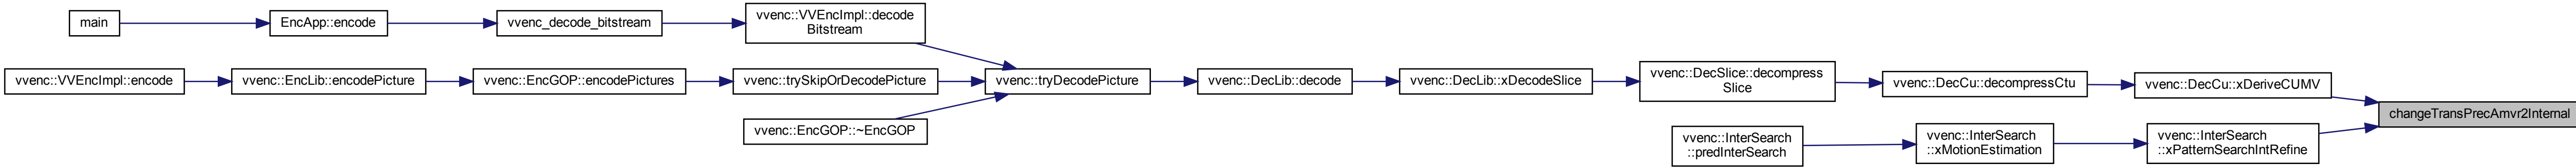 main
EncApp::encode
vvenc_decode_bitstream
vvenc::VVEncImpl::decode
Bitstream
vvenc::VVEncImpl::encode
vvenc::EncLib::encodePicture
vvenc::EncGOP::encodePictures
vvenc::trySkipOrDecodePicture
vvenc::EncGOP::~EncGOP
vvenc::tryDecodePicture
vvenc::DecLib::decode
vvenc::DecLib::xDecodeSlice
vvenc::DecSlice::decompress
Slice
vvenc::DecCu::decompressCtu
vvenc::DecCu::xDeriveCUMV
vvenc::InterSearch
::predInterSearch
vvenc::InterSearch
::xMotionEstimation
vvenc::InterSearch
::xPatternSearchIntRefine
changeTransPrecAmvr2Internal